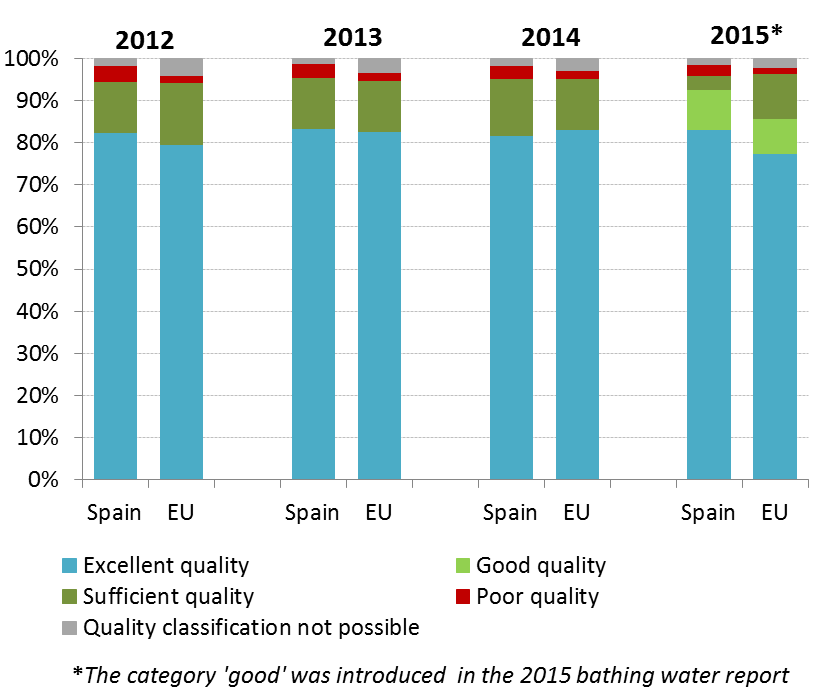 2012 2013 2014 2015*
100%
90%
80%
70%
60%
50%
40%
30%
20%
10%
0%
Spain EU Spain EU Spain EU Spain EU
Excellent quality Good quality
Sufficient quality Poor quality
Quality classification not possible
*The category 'good' was introduced in the 2015 bathing water report